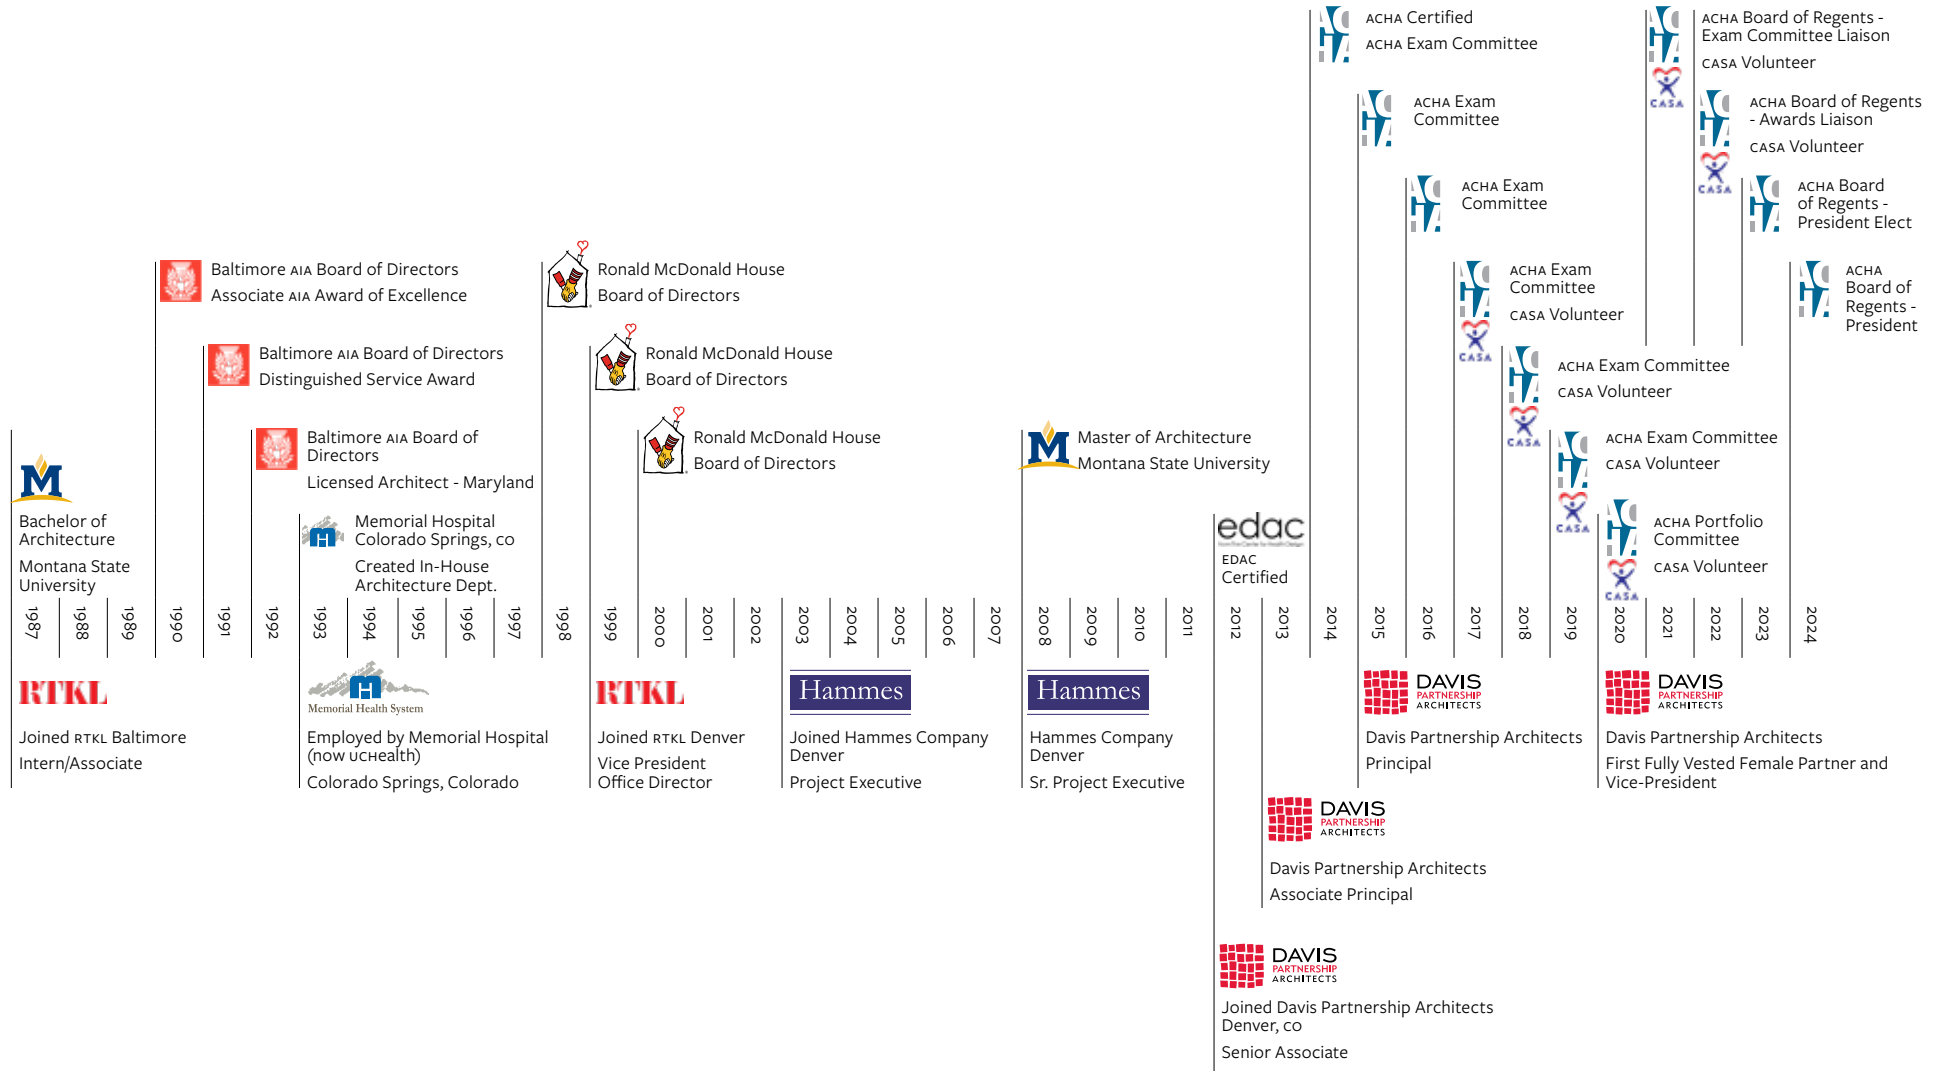 ACHA Certified
ACHA Exam Committee
ACHA Board of Regents -
Exam Committee Liaison
CASA Volunteer
CASA
ACHA Exam
Committee
ACHA Board of Regents
- Awards Liaison
CASA Volunteer
CASA
ACHA Exam
Committee
ACHA Board
of Regents -
President Elect
Baltimore AIA Board of Directors
Associate AIA Award of Excellence
Ronald McDonald House
Board of Directors
ACHA Exam
Committee
CASA Volunteer
CASA
ACHA
Board of
Regents -
President
Baltimore AIA Board of Directors
Distinguished Service Award
Ronald McDonald House
Board of Directors
ACHA Exam Committee
CASA Volunteer
CASA
M
Bachelor of
Architecture
Montana State
University
Baltimore AIA Board of
Directors
Licensed Architect - Maryland
Ronald McDonald House
Board of Directors
M
Master of Architecture
Montana State University
ACHA Exam Committee
CASA Volunteer
CASA
Memorial Hospital
Colorado Springs, CO
Created In-House
Architecture Dept.
edac
EDAC
Certified
ACHA Portfolio
Committee
CASA Volunteer
CASA
1987
1988
1989
1990
1991
1992
1993
1994
1995
1996
1997
1998
1999
2000
2001
2002
2003
2004
2005
2006
2007
2008
2009
2010
2011
2012
2013
2014
2015
2016
2017
2018
2019
2020
2021
2022
2023
2024
RTKL
Joined RTKL Baltimore
Intern/Associate
Memorial Health System
Employed by Memorial Hospital
(now UCHealth)
Colorado Springs, Colorado
RTKL
Joined RTKL Denver
Vice President
Office Director
Hammes
Joined Hammes Company
Denver
Project Executive
Hammes
Hammes Company
Denver
Sr. Project Executive
DAVIS
PARTNERSHIP
ARCHITECTS
Davis Partnership Architects
Principal
DAVIS
PARTNERSHIP
ARCHITECTS
Davis Partnership Architects
First Fully Vested Female Partner and
Vice-President
DAVIS
PARTNERSHIP
ARCHITECTS
Davis Partnership Architects
Associate Principal
DAVIS
PARTNERSHIP
ARCHITECTS
Joined Davis Partnership Architects
Denver, CO
Senior Associate